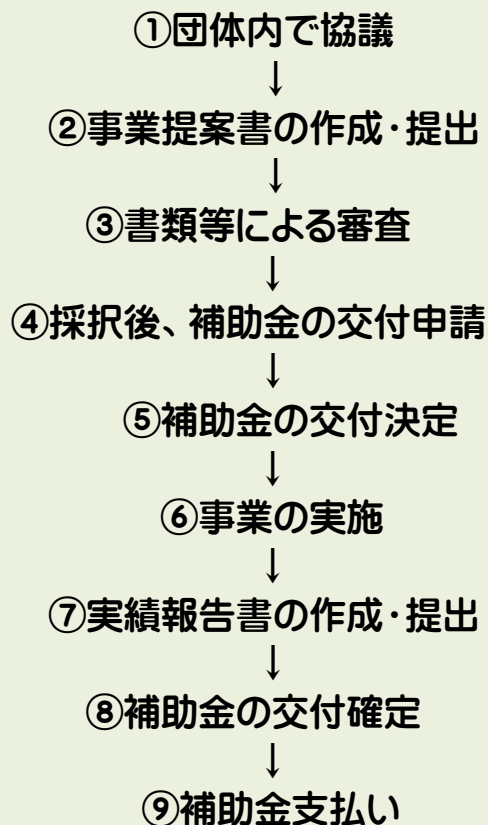 ①団体内で協議
↓
②事業提案書の作成・提出
↓
③書類等による審査
↓
④採択後、補助金の交付申請
↓
⑤補助金の交付決定
↓
⑥事業の実施
↓
⑦実績報告書の作成・提出
↓
⑧補助金の交付確定
↓
⑨補助金支払い